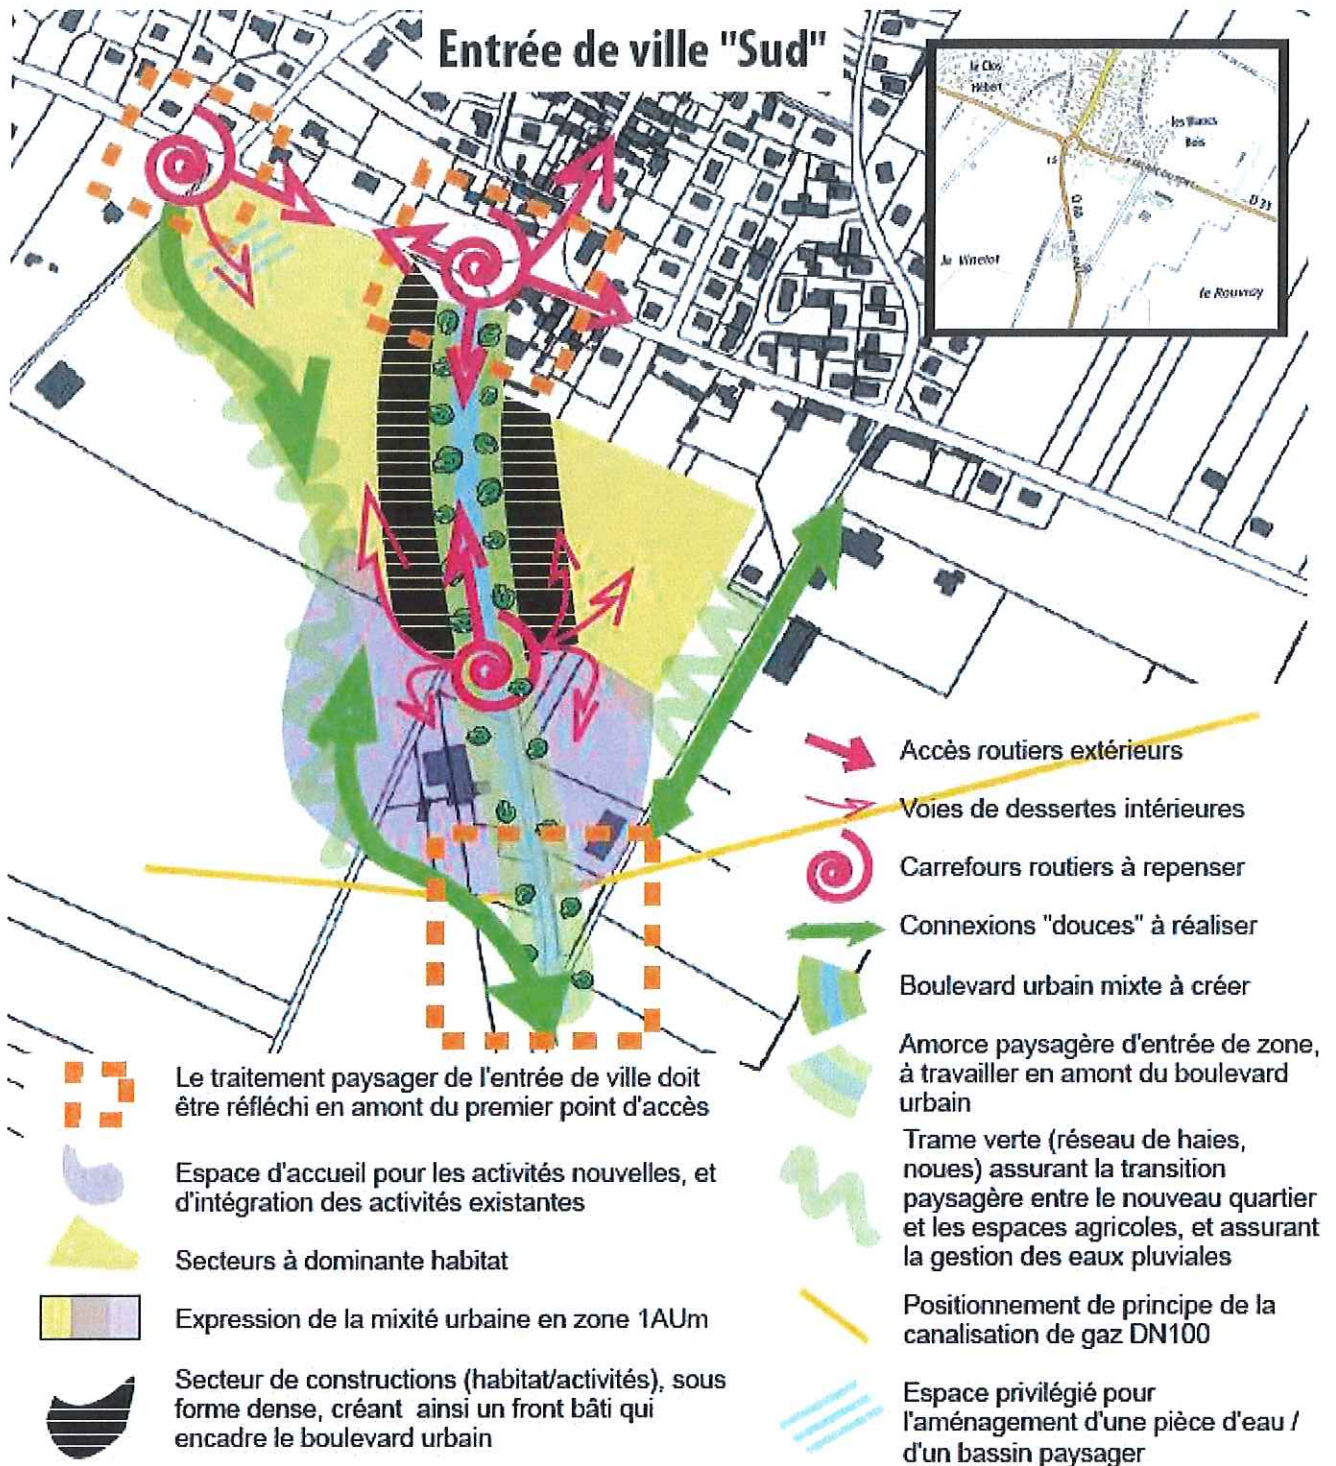 Entrée de ville "Sud"
le Clos
Hébert
les Blancs
Bois
D 33
le Vinelot
le Rouvray
Accès routiers extérieurs
Voies de dessertes intérieures
Carrefours routiers à repenser
Connexions "douces" à réaliser
Boulevard urbain mixte à créer
Amorce paysagère d'entrée de zone,
à travailler en amont du boulevard
urbain
Trame verte (réseau de haies,
noues) assurant la transition
paysagère entre le nouveau quartier
et les espaces agricoles, et assurant
la gestion des eaux pluviales
Positionnement de principe de la
canalisation de gaz DN100
Espace privilégié pour
l'aménagement d'une pièce d'eau /
d'un bassin paysager
Le traitement paysager de l'entrée de ville doit
être réfléchi en amont du premier point d'accès
Espace d'accueil pour les activités nouvelles, et
d'intégration des activités existantes
Secteurs à dominante habitat
Expression de la mixité urbaine en zone 1AUm
Secteur de constructions (habitat/activités), sous
forme dense, créant ainsi un front bâti qui
encadre le boulevard urbain